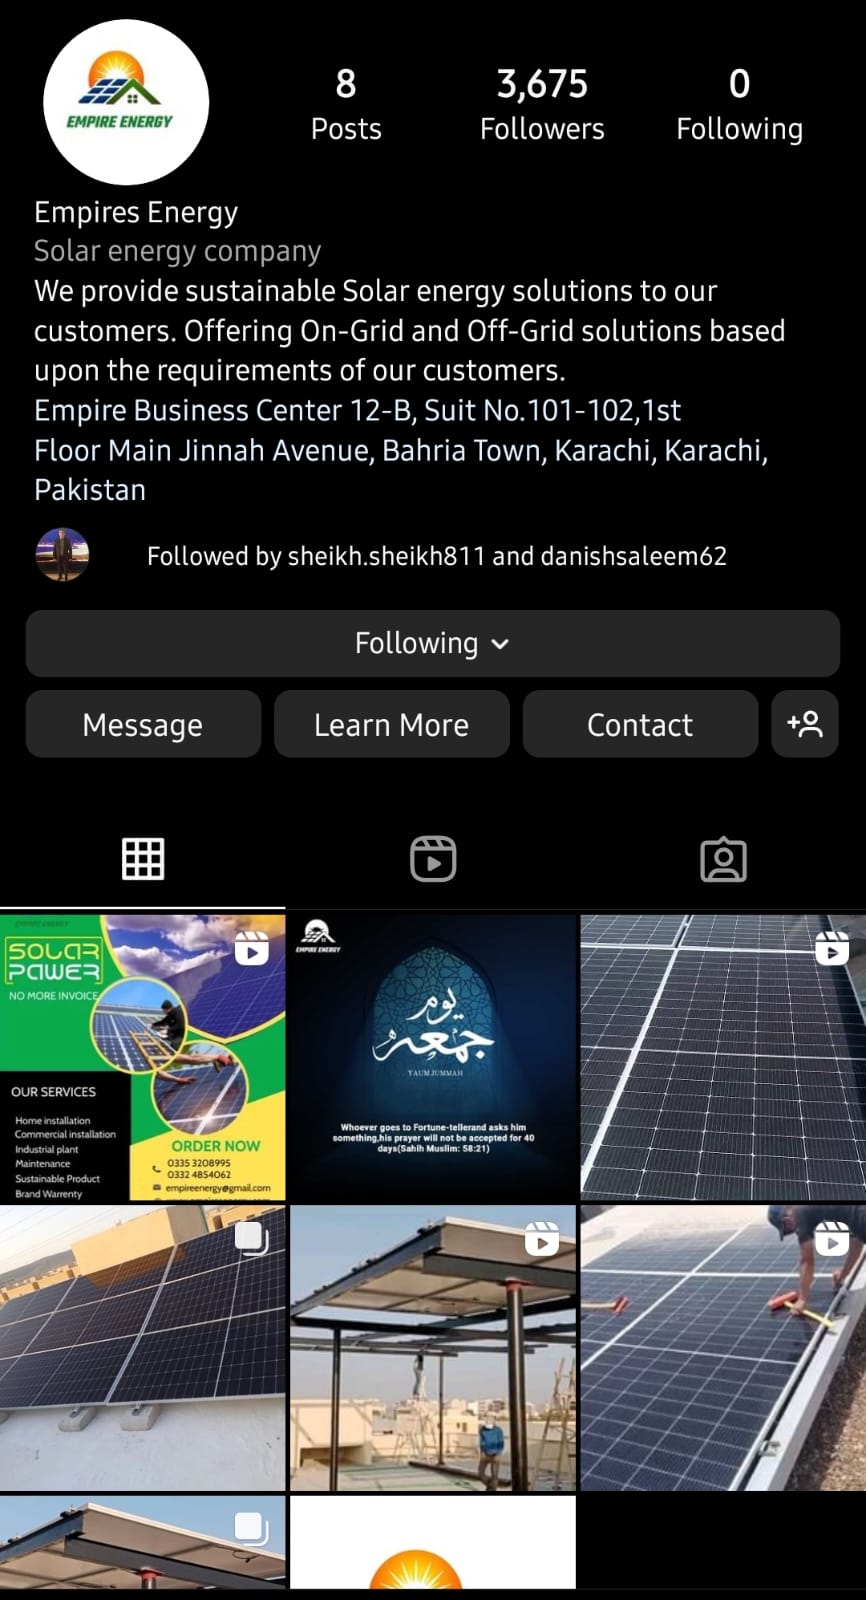 EMPIRE ENERGY
8
Posts
3,675
Followers
0
Following
Empires Energy
Solar energy company
We provide sustainable Solar energy solutions to our
customers. Offering On-Grid and Off-Grid solutions based
upon the requirements of our customers.
Empire Business Center 12-B, Suit No.101-102,1st
Floor Main Jinnah Avenue, Bahria Town, Karachi, Karachi,
Pakistan
Followed by sheikh.sheikh811 and danishsaleem62
Following
Message
Learn More
Contact
EMPIRE ENERGY
SOLAR
PAWER
NO MORE INVOICE
OUR SERVICES
Home installation
Commercial installation
Industrial plant
Maintenance
Sustainable Product
Brand Warrenty
ORDER NOW
0335 3208995
0332 4854062
empireenergy@gmail.com
EMPIRE ENERGY
يوم
جمعه
YAUM JUMMAH
Whoever goes to Fortune-tellerand asks him
something,his prayer will not be accepted for 40
days(Sahih Muslim: 58:21)